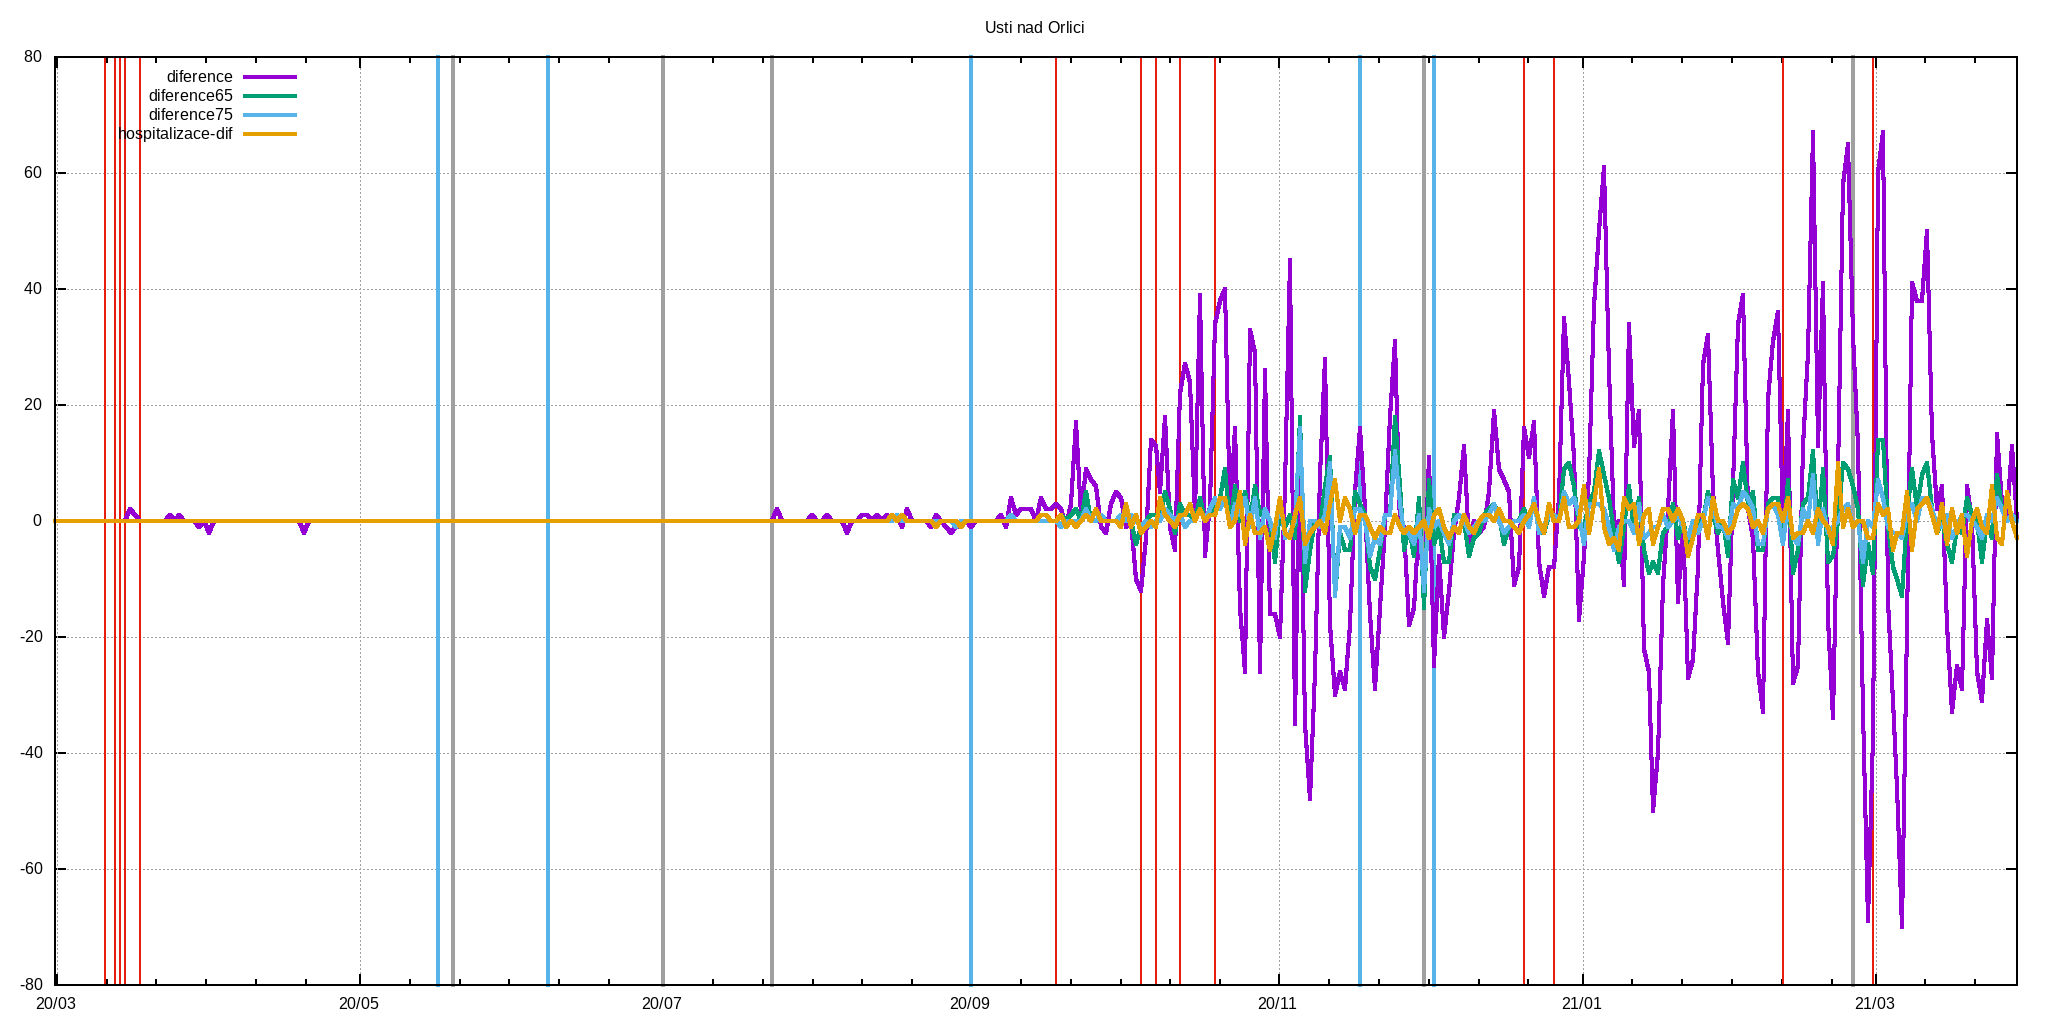 Usti nad Orlici
80
60
40
20
0
-20
-40
-60
-80
diference
diference65
diference75
hospitalizace-dif
20/03 20/05 20/07 20/09 20/11 21/01 21/03